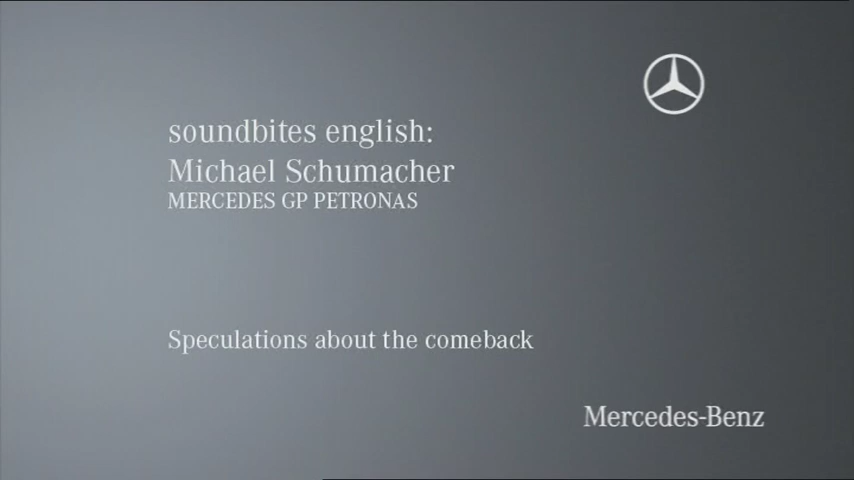 soundbites english:
Michael Schumacher
MERCEDES GP PETRONAS
Speculations about the comeback
Mercedes-Benz